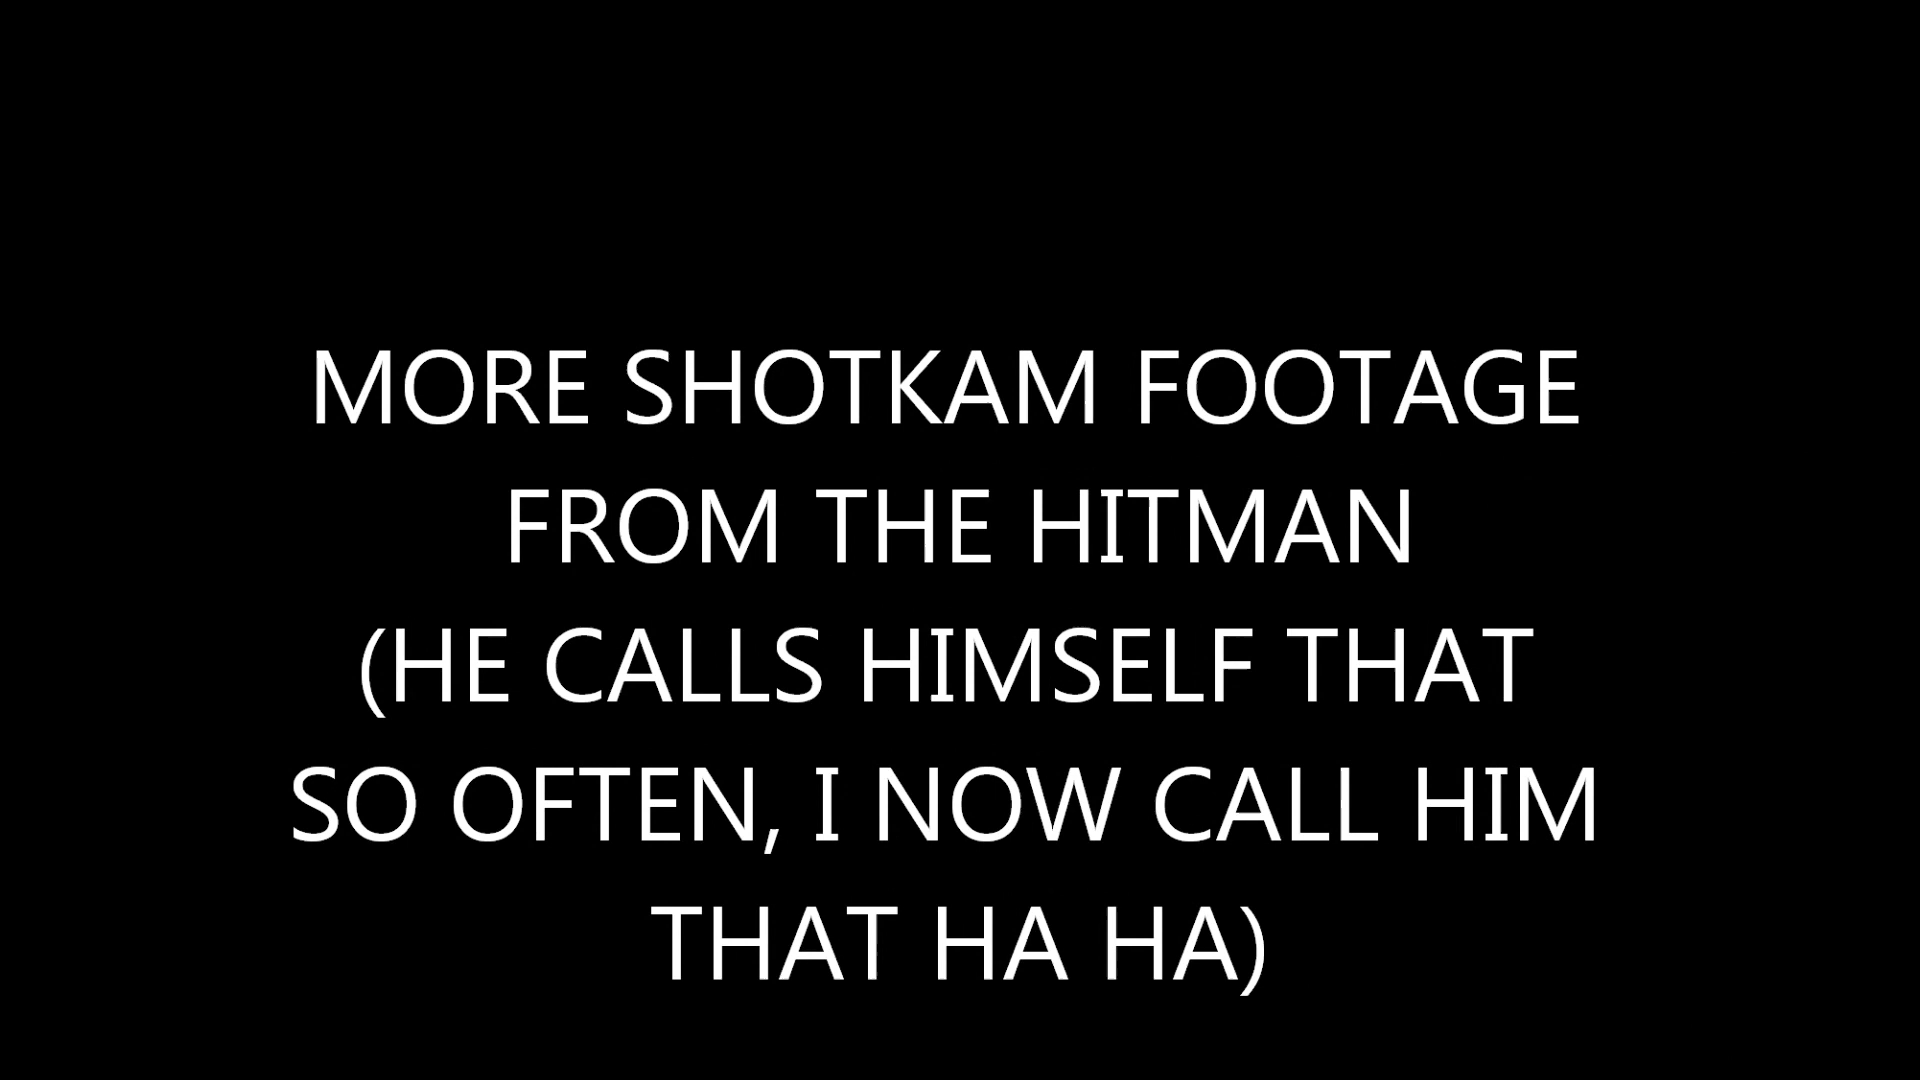 MORE SHOTKAM FOOTAGE
FROM THE HITMAN
(HE CALLS HIMSELF THAT
SO OFTEN, I NOW CALL HIM
THAT HA HA)